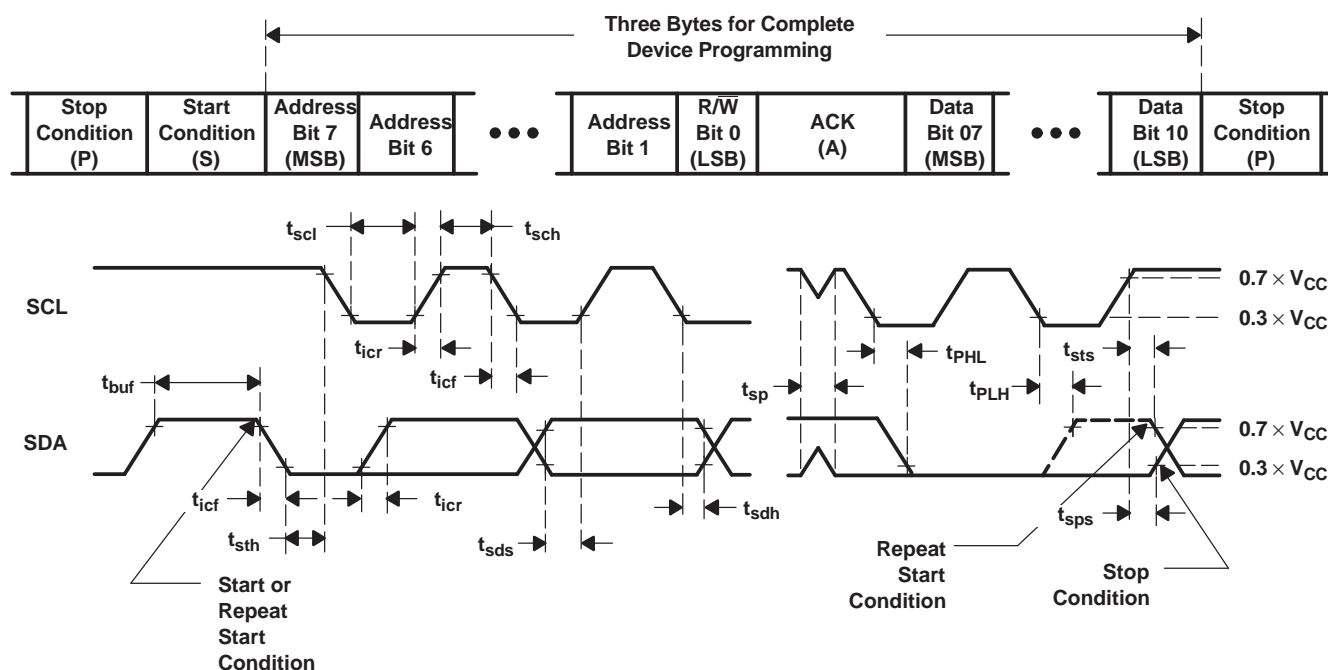 Three Bytes for Complete
Device Programming
Stop
Condition
(P)
Start
Condition
(S)
Address
Bit 7
(MSB)
Address
Bit 6
Address
Bit 1
R/W̅
Bit 0
(LSB)
ACK
(A)
Data
Bit 07
(MSB)
Data
Bit 10
(LSB)
Stop
Condition
(P)
tscl
tsch
SCL
0.7 × VCC
0.3 × VCC
ticr
ticf
tbuf
tsp
tPHL
tPLH
tsts
SDA
0.7 × VCC
0.3 × VCC
ticf
tsth
ticr
tsds
tsdh
tsps
Start or
Repeat
Start
Condition
Repeat
Start
Condition
Stop
Condition